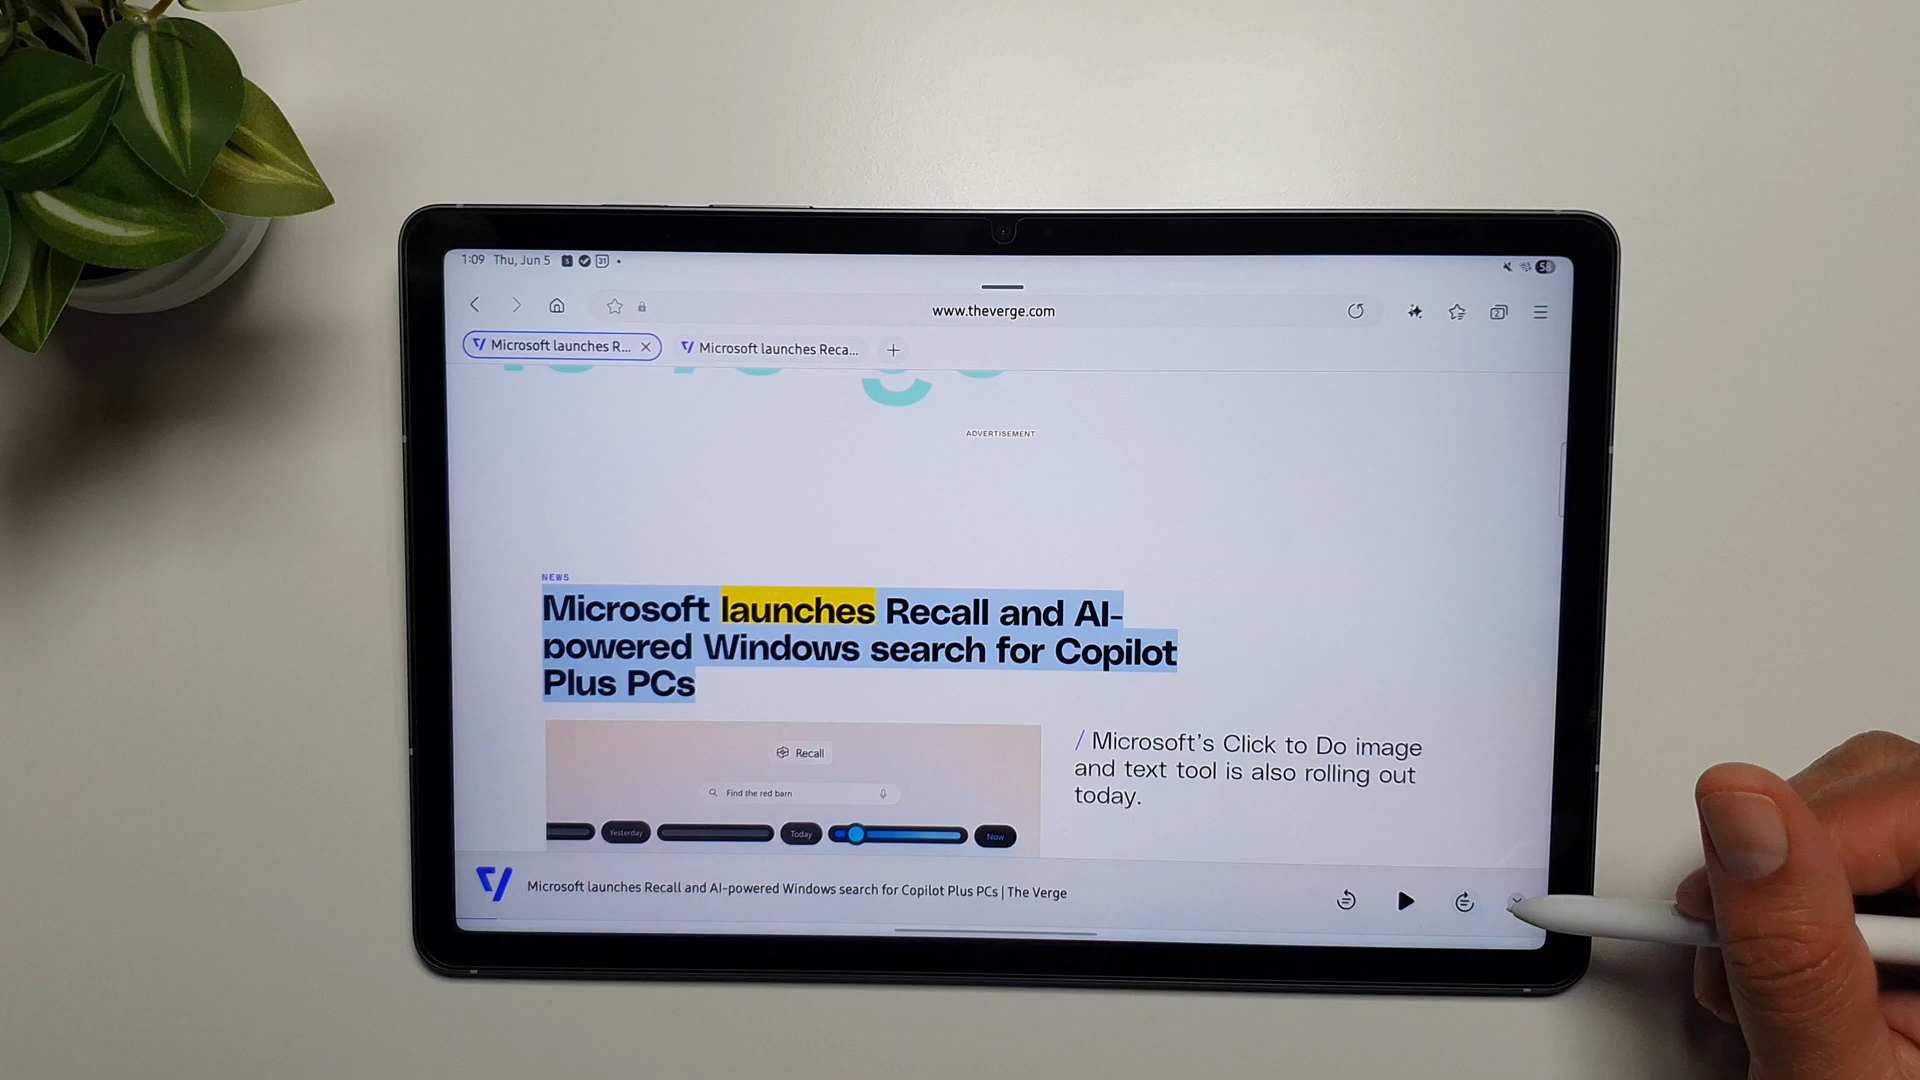 1:09 Thu, Jun 5 31
58
www.theverge.com
2
Microsoft launches R...
Microsoft launches Reca...
ADVERTISEMENT
NEWS
Microsoft launches Recall and AI-
powered Windows search for Copilot
Plus PCs
Recall
Find the red barn
Yesterday
Today
Now
/ Microsoft's Click to Do image
and text tool is also rolling out
today.
Microsoft launches Recall and AI-powered Windows search for Copilot Plus PCs | The Verge